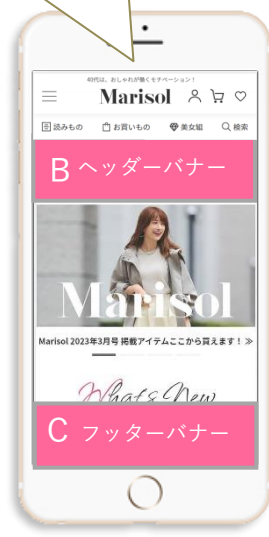 40代は、おしゃれが働くモチベーション！
Marisol
読みもの お買いもの 美女組 検索
B ヘッダーバナー
Marisol
Marisol 2023年3月号 掲載アイテムここから買えます！ ≫
What's New
C フッターバナー